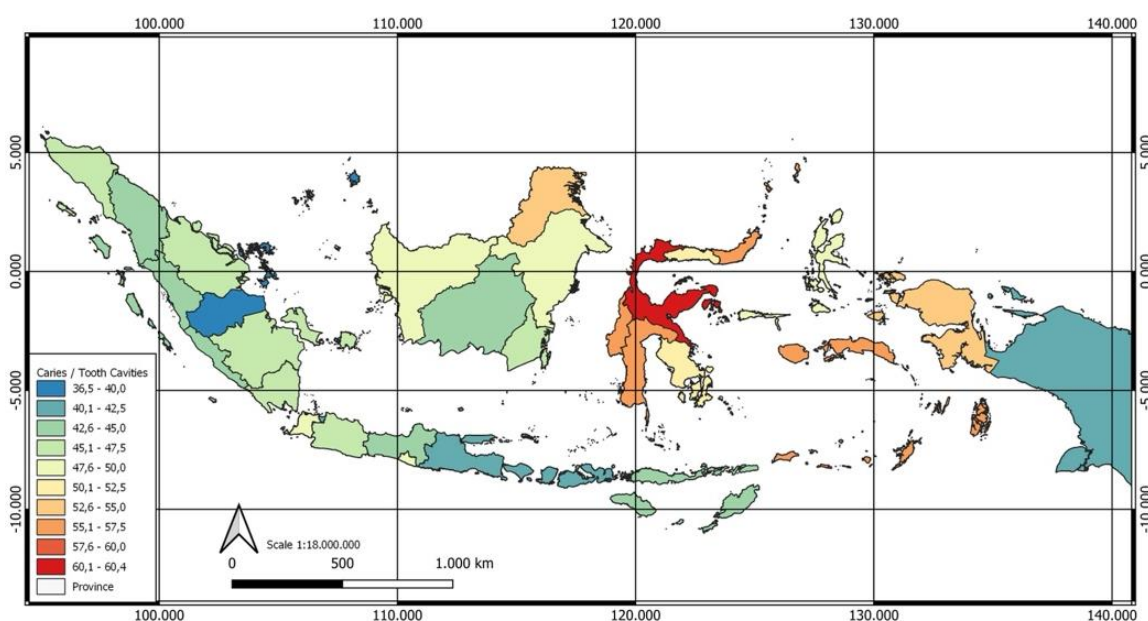 100.000 110.000 120.000 130.000 140.000
5.000 5.000
0.000 0.000
-5.000 -5.000
-10.000 -10.000
Caries / Tooth Cavities
36,5 - 40,0
40,1 - 42,5
42,6 - 45,0
45,1 - 47,5
47,6 - 50,0
50,1 - 52,5
52,6 - 55,0
55,1 - 57,5
57,6 - 60,0
60,1 - 60,4
Province
Scale 1:18.000.000
0 500 1.000 km
100.000 110.000 120.000 130.000 140.000